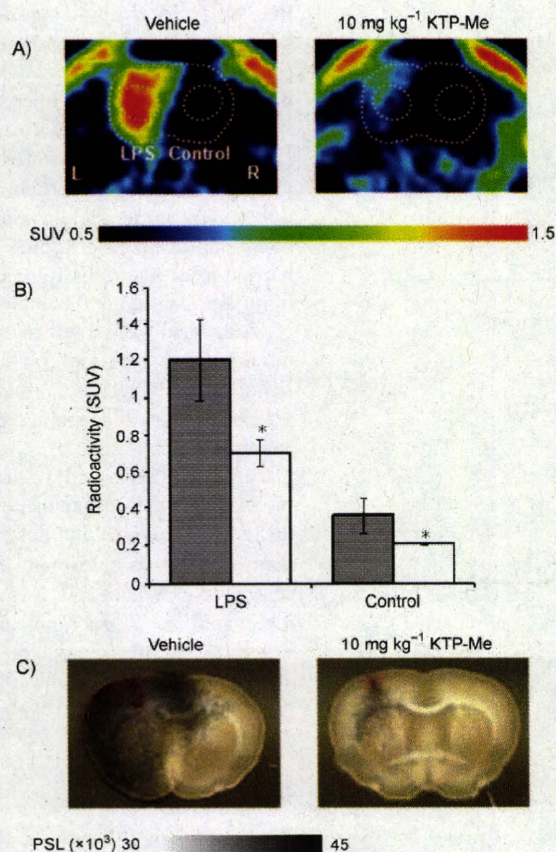 Vehicle
10 mg kg⁻¹ KTP-Me
A)
LPS Control
L
R
SUV 0.5
1.5
B)
1.6
1.4
1.2
1
0.8
0.6
0.4
0.2
0
Radioactivity (SUV)
*
*
LPS
Control
C)
Vehicle
10 mg kg⁻¹ KTP-Me
PSL (×10³) 30
45